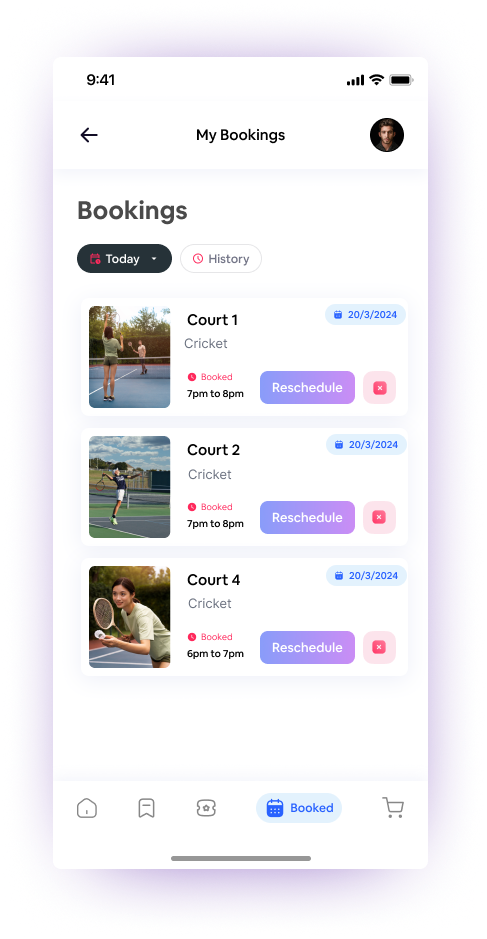 9:41
My Bookings
Bookings
Today
History
Court 1
20/3/2024
Cricket
Booked
7pm to 8pm
Reschedule
Court 2
20/3/2024
Cricket
Booked
7pm to 8pm
Reschedule
Court 4
20/3/2024
Cricket
Booked
6pm to 7pm
Reschedule
Booked